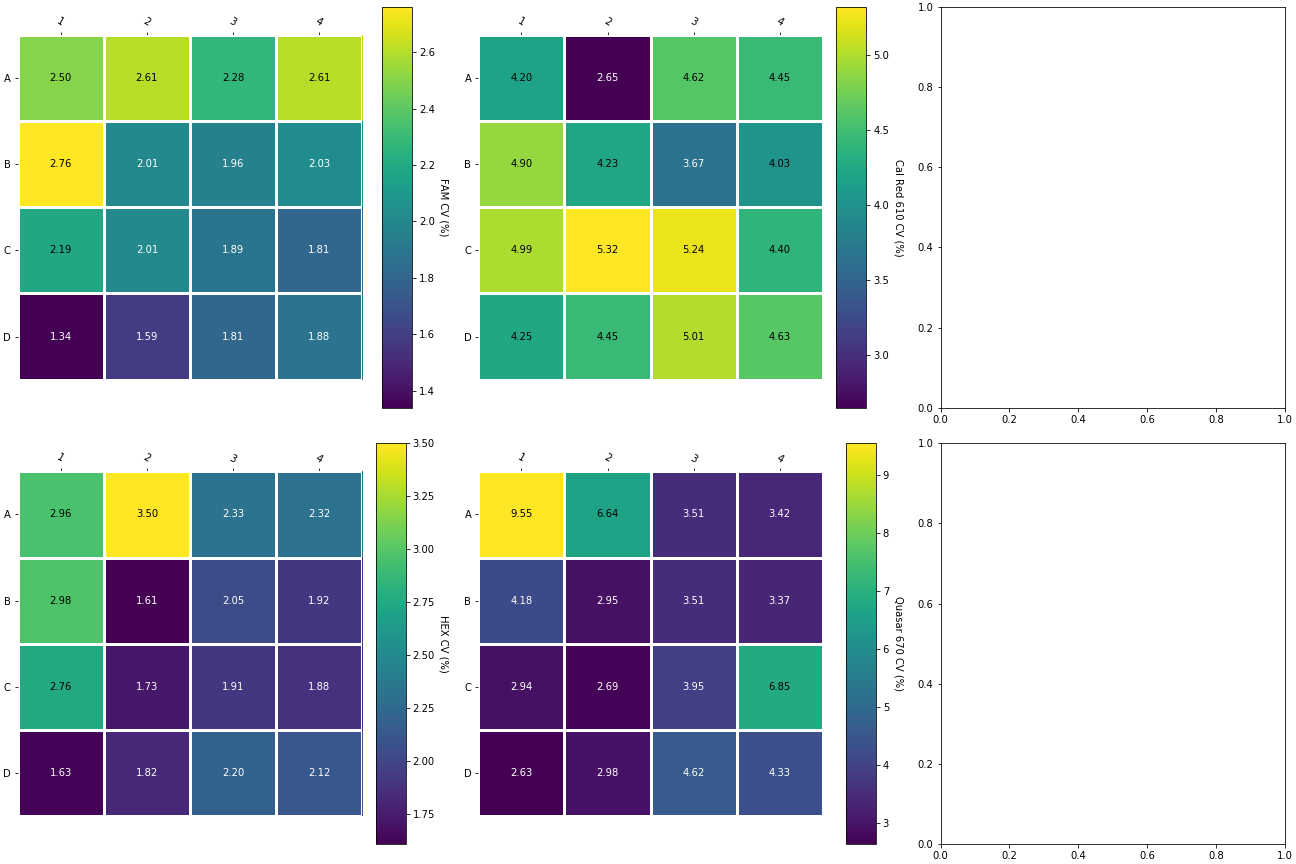 1 2 3 4
A 2.50 2.61 2.28 2.61
B 2.76 2.01 1.96 2.03
C 2.19 2.01 1.89 1.81
D 1.34 1.59 1.81 1.88
2.6
2.4
2.2
2.0
1.8
1.6
1.4
FAM CV (%)
1 2 3 4
A 4.20 2.65 4.62 4.45
B 4.90 4.23 3.67 4.03
C 4.99 5.32 5.24 4.40
D 4.25 4.45 5.01 4.63
5.0
4.5
4.0
3.5
3.0
Cal Red 610 CV (%)
1.0
0.8
0.6
0.4
0.2
0.0
0.0 0.2 0.4 0.6 0.8 1.0
1 2 3 4
A 2.96 3.50 2.33 2.32
B 2.98 1.61 2.05 1.92
C 2.76 1.73 1.91 1.88
D 1.63 1.82 2.20 2.12
3.50
3.25
3.00
2.75
2.50
2.25
2.00
1.75
HEX CV (%)
1 2 3 4
A 9.55 6.64 3.51 3.42
B 4.18 2.95 3.51 3.37
C 2.94 2.69 3.95 6.85
D 2.63 2.98 4.62 4.33
9
8
7
6
5
4
3
Quasar 670 CV (%)
1.0
0.8
0.6
0.4
0.2
0.0
0.0 0.2 0.4 0.6 0.8 1.0